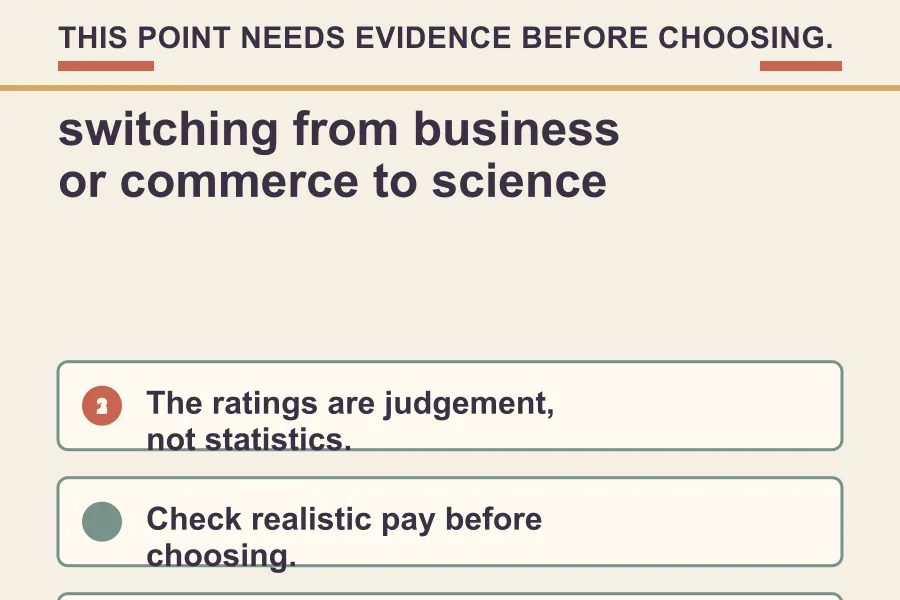 THIS POINT NEEDS EVIDENCE BEFORE CHOOSING.
switching from business
or commerce to science
The ratings are judgement,
not statistics.
Check realistic pay before
choosing.